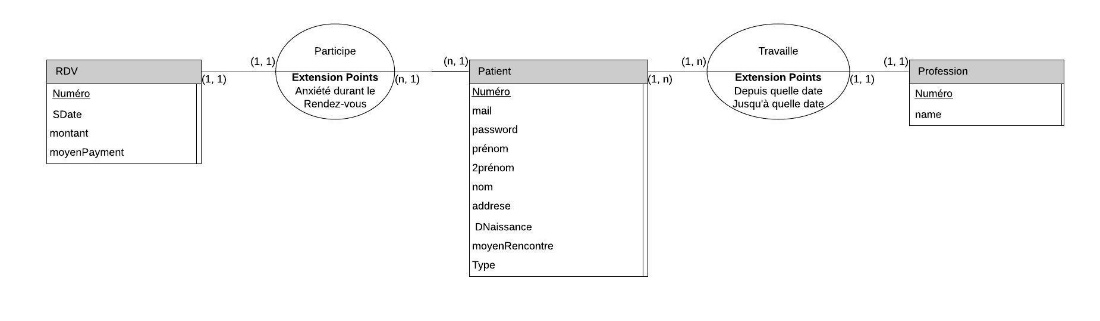 RDV
Numéro
SDate
montant
moyenPayment
(1, 1)
(1, 1)
Participe
Extension Points
Anxiété durant le
Rendez-vous
(n, 1)
(n, 1)
Patient
Numéro
mail
password
prénom
2prénom
nom
addrese
DNaissance
moyenRencontre
Type
(1, n)
(1, n)
Travaille
Extension Points
Depuis quelle date
Jusqu'à quelle date
(1, 1)
(1, 1)
Profession
Numéro
name